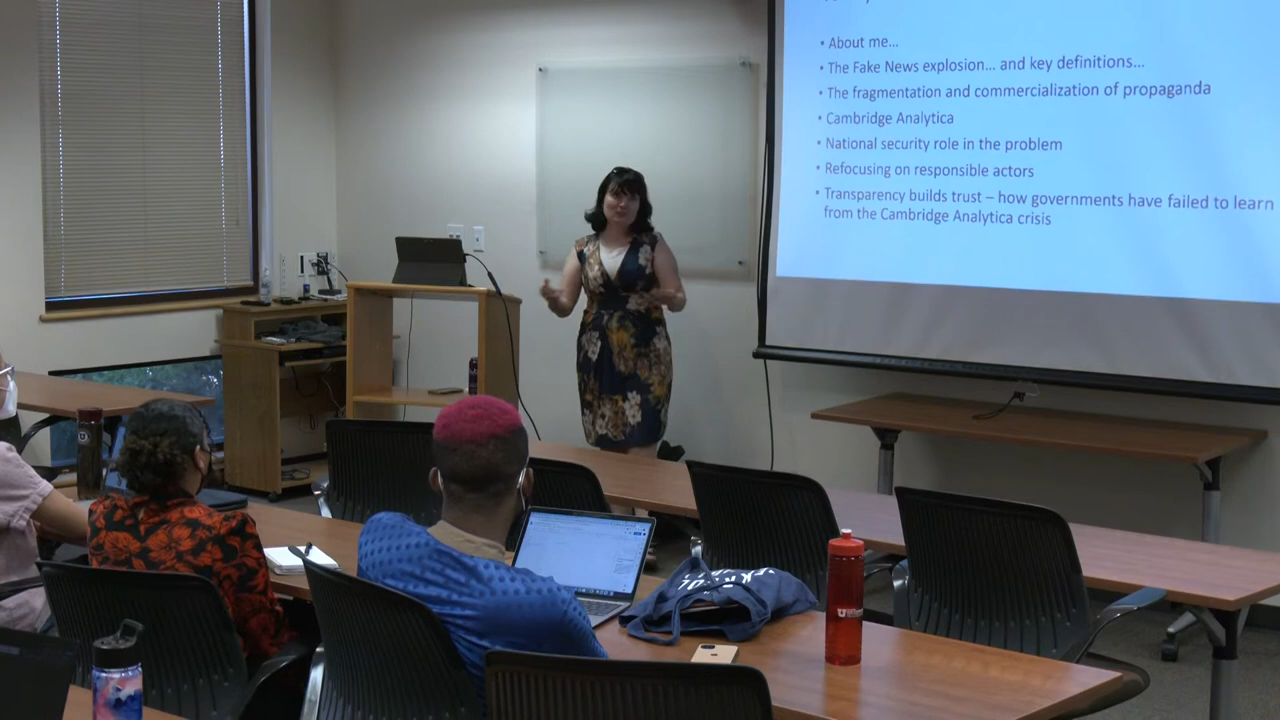 • About me...
• The Fake News explosion... and key definitions...
• The fragmentation and commercialization of propaganda
• Cambridge Analytica
• National security role in the problem
• Refocusing on responsible actors
• Transparency builds trust – how governments have failed to learn
from the Cambridge Analytica crisis